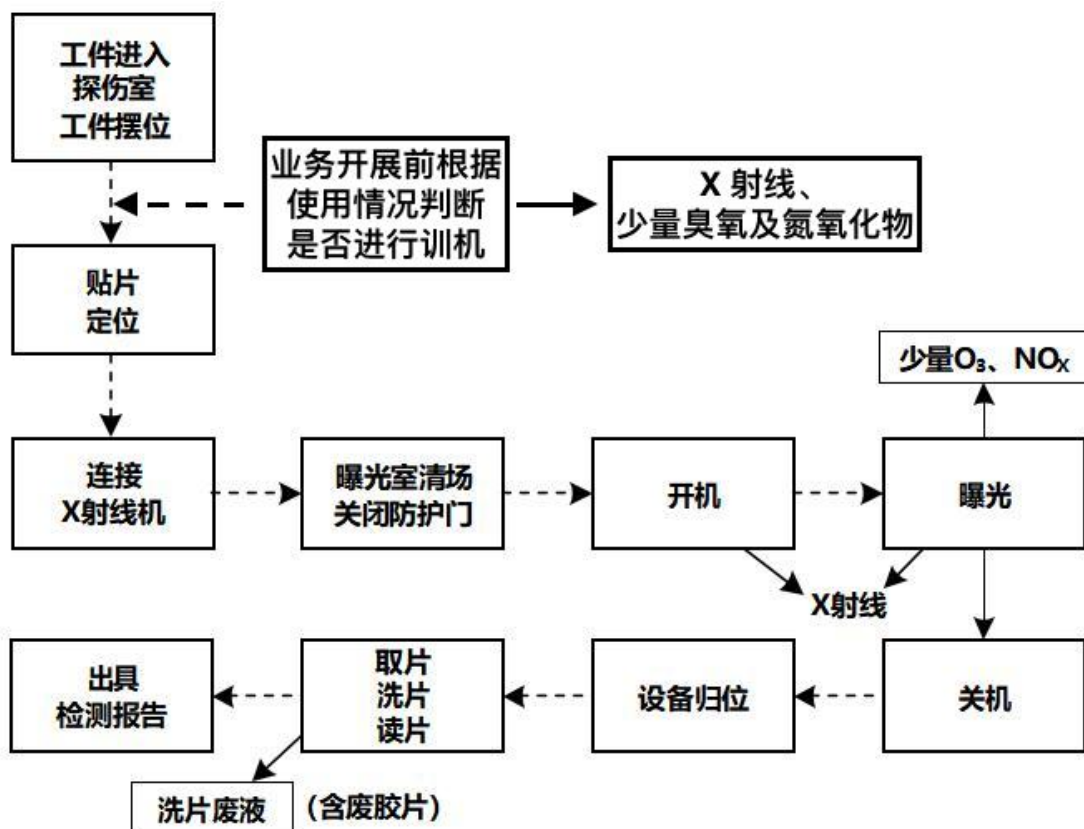 工件进入
探伤室
工件摆位
业务开展前根据
使用情况判断
是否进行训机
X 射线、
少量臭氧及氮氧化物
贴片
定位
少量O₃、NOₓ
连接
X射线机
曝光室清场
关闭防护门
开机
曝光
X射线
出具
检测报告
取片
洗片
读片
设备归位
关机
洗片废液 (含废胶片)